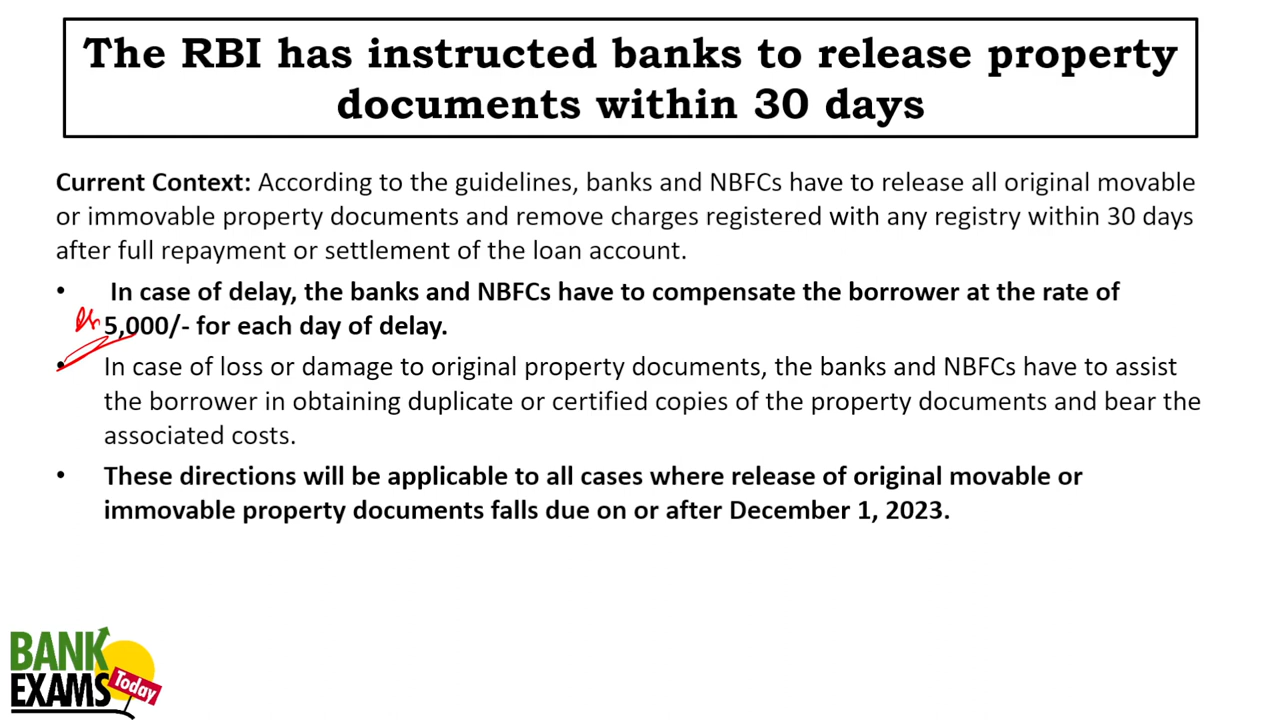 The RBI has instructed banks to release property
documents within 30 days
Current Context: According to the guidelines, banks and NBFCs have to release all original movable
or immovable property documents and remove charges registered with any registry within 30 days
after full repayment or settlement of the loan account.
• In case of delay, the banks and NBFCs have to compensate the borrower at the rate of
5,000/- for each day of delay.
• In case of loss or damage to original property documents, the banks and NBFCs have to assist
the borrower in obtaining duplicate or certified copies of the property documents and bear the
associated costs.
• These directions will be applicable to all cases where release of original movable or
immovable property documents falls due on or after December 1, 2023.
BANK
EXAMS Today